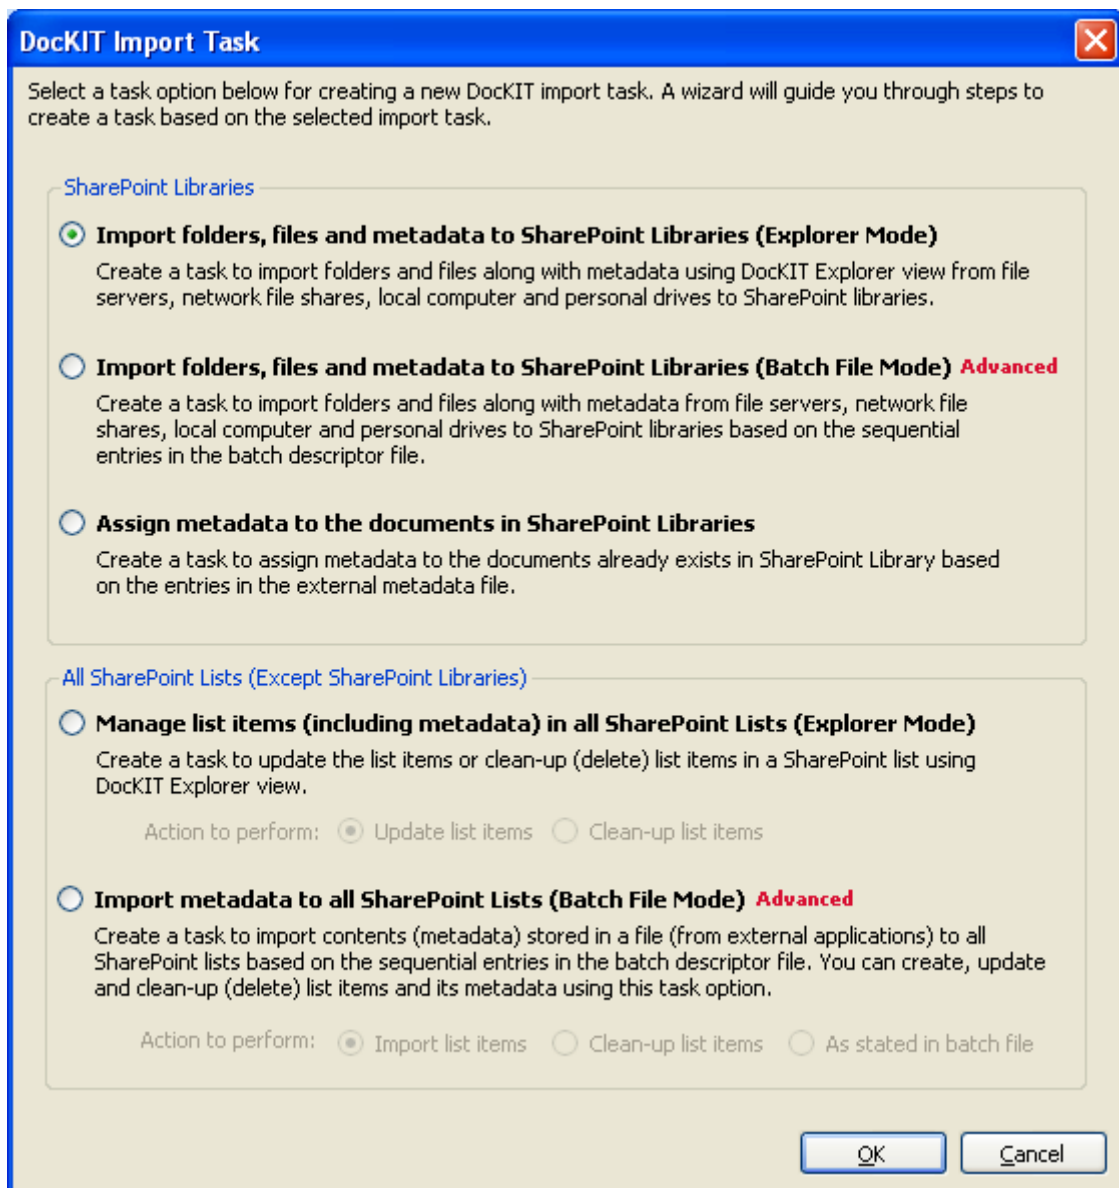 DocKIT Import Task
Select a task option below for creating a new DocKIT import task. A wizard will guide you through steps to
create a task based on the selected import task.
SharePoint Libraries
Import folders, files and metadata to SharePoint Libraries (Explorer Mode)
Create a task to import folders and files along with metadata using DocKIT Explorer view from file
servers, network file shares, local computer and personal drives to SharePoint libraries.
Import folders, files and metadata to SharePoint Libraries (Batch File Mode) Advanced
Create a task to import folders and files along with metadata from file servers, network file
shares, local computer and personal drives to SharePoint libraries based on the sequential
entries in the batch descriptor file.
Assign metadata to the documents in SharePoint Libraries
Create a task to assign metadata to the documents already exists in SharePoint Library based
on the entries in the external metadata file.
All SharePoint Lists (Except SharePoint Libraries)
Manage list items (including metadata) in all SharePoint Lists (Explorer Mode)
Create a task to update the list items or clean-up (delete) list items in a SharePoint list using
DocKIT Explorer view.
Action to perform: Update list items Clean-up list items
Import metadata to all SharePoint Lists (Batch File Mode) Advanced
Create a task to import contents (metadata) stored in a file (from external applications) to all
SharePoint lists based on the sequential entries in the batch descriptor file. You can create, update
and clean-up (delete) list items and its metadata using this task option.
Action to perform: Import list items Clean-up list items As stated in batch file
OK Cancel